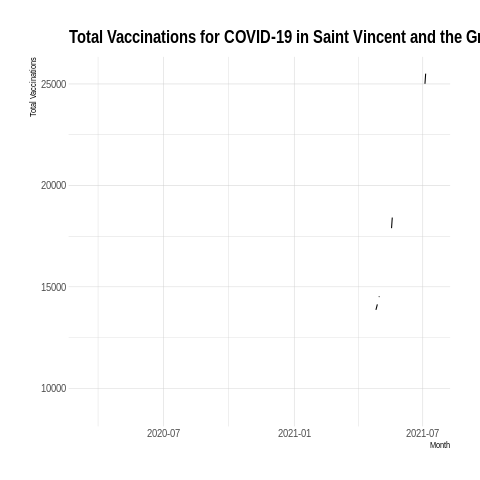 Total Vaccinations for COVID-19 in Saint Vincent and the Gr
Total Vaccinations
25000
20000
15000
10000
2020-07
2021-01
2021-07
Month